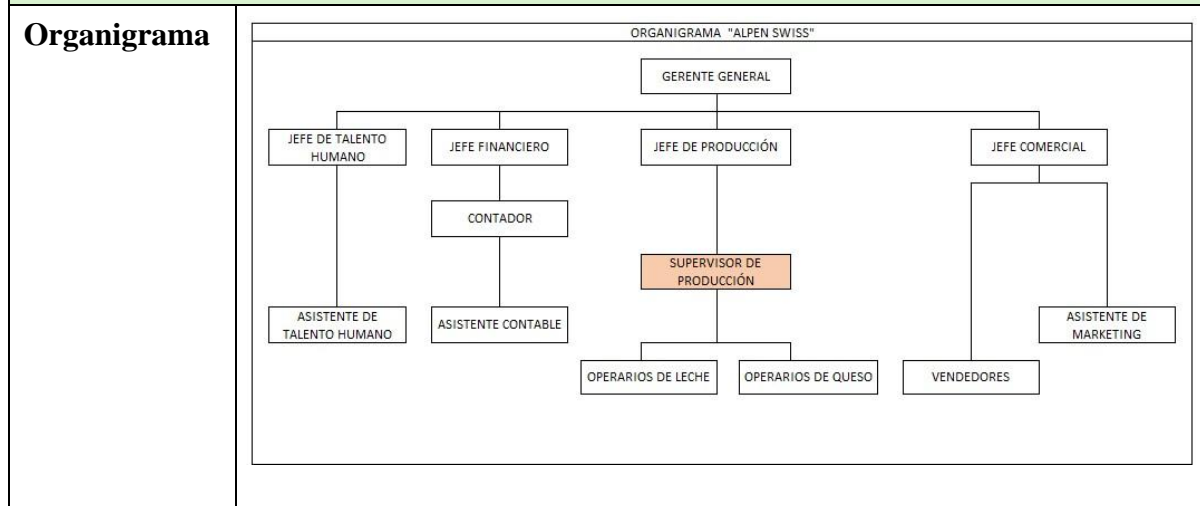 Organigrama
ORGANIGRAMA "ALPEN SWISS"
GERENTE GENERAL
JEFE DE TALENTO
HUMANO
JEFE FINANCIERO
JEFE DE PRODUCCIÓN
JEFE COMERCIAL
CONTADOR
SUPERVISOR DE
PRODUCCIÓN
ASISTENTE DE
TALENTO HUMANO
ASISTENTE CONTABLE
ASISTENTE DE
MARKETING
OPERARIOS DE LECHE
OPERARIOS DE QUESO
VENDEDORES